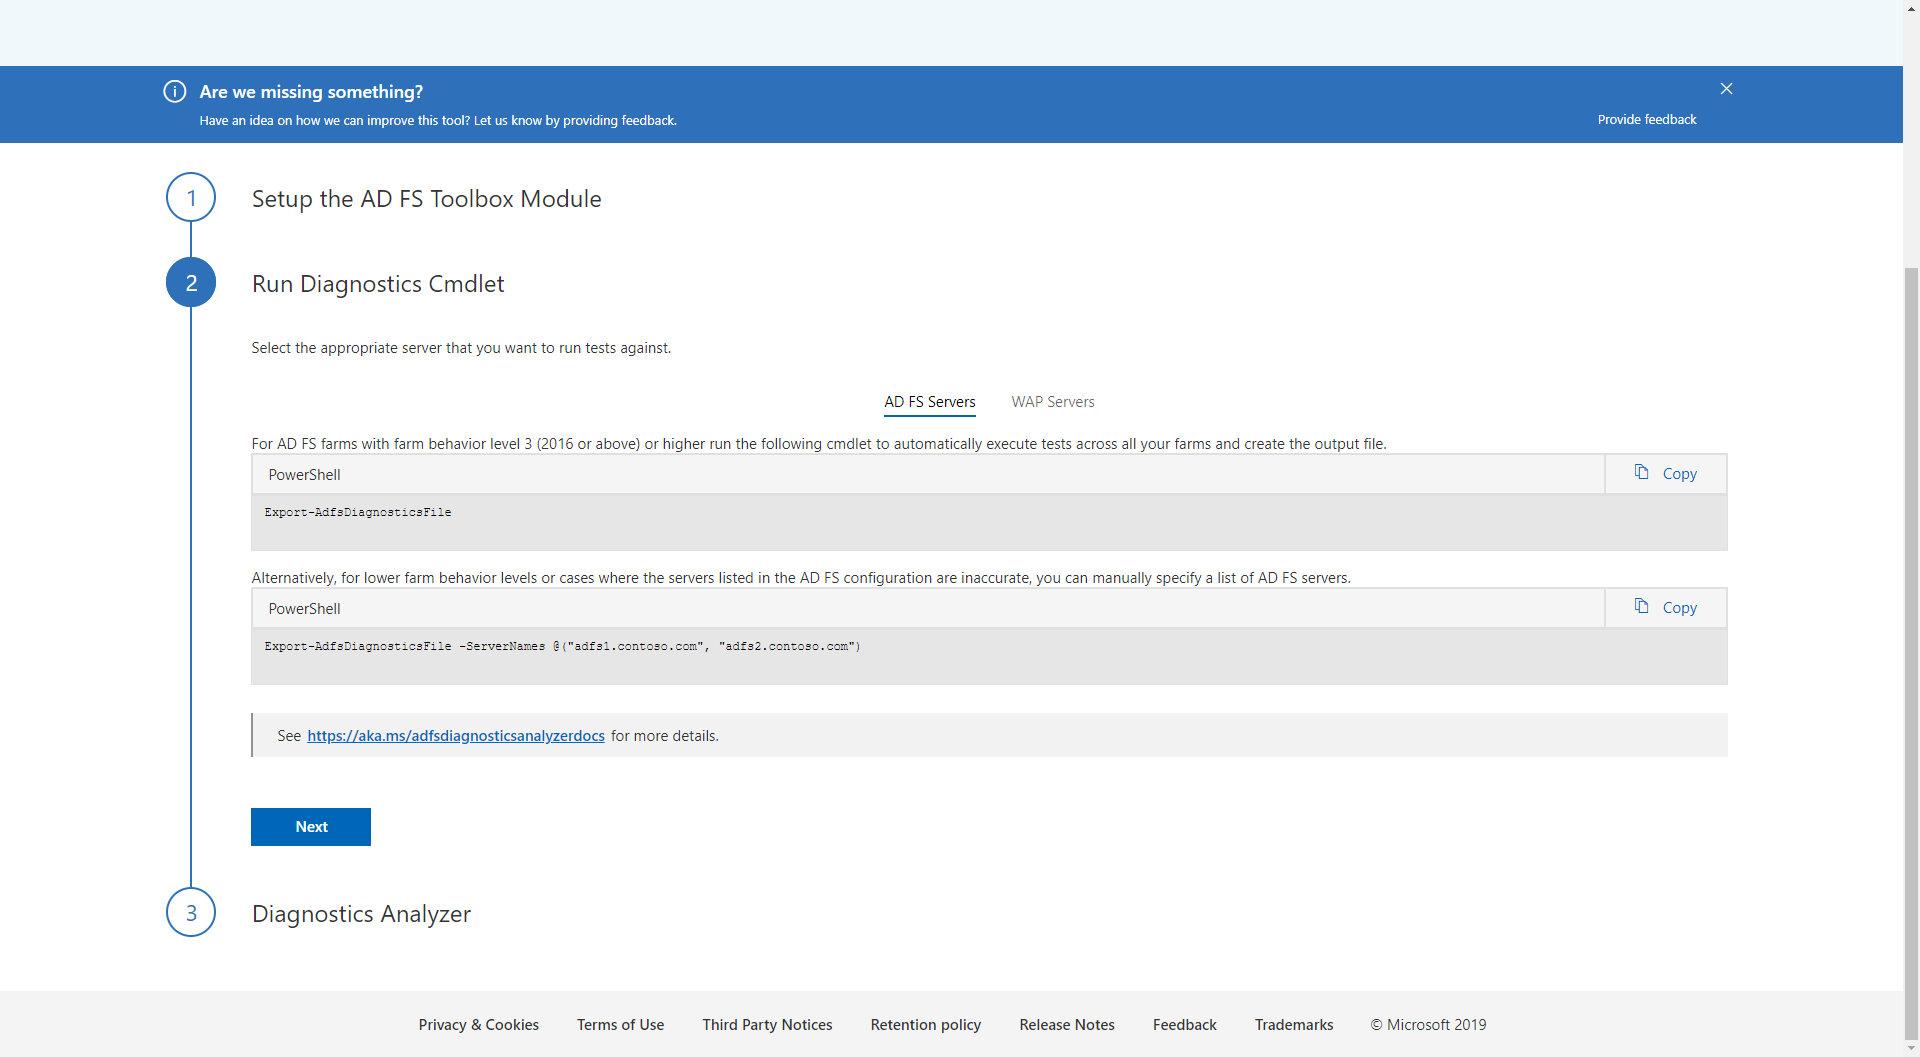 Are we missing something?
Have an idea on how we can improve this tool? Let us know by providing feedback.
Provide feedback
1
Setup the AD FS Toolbox Module
2
Run Diagnostics Cmdlet
Select the appropriate server that you want to run tests against.
AD FS Servers WAP Servers
For AD FS farms with farm behavior level 3 (2016 or above) or higher run the following cmdlet to automatically execute tests across all your farms and create the output file.
PowerShell Copy
Export-AdfsDiagnosticsFile
Alternatively, for lower farm behavior levels or cases where the servers listed in the AD FS configuration are inaccurate, you can manually specify a list of AD FS servers.
PowerShell Copy
Export-AdfsDiagnosticsFile -ServerNames @("adfs1.contoso.com", "adfs2.contoso.com")
See https://aka.ms/adfsdiagnosticsanalyzerdocs for more details.
Next
3
Diagnostics Analyzer
Privacy & Cookies Terms of Use Third Party Notices Retention policy Release Notes Feedback Trademarks © Microsoft 2019